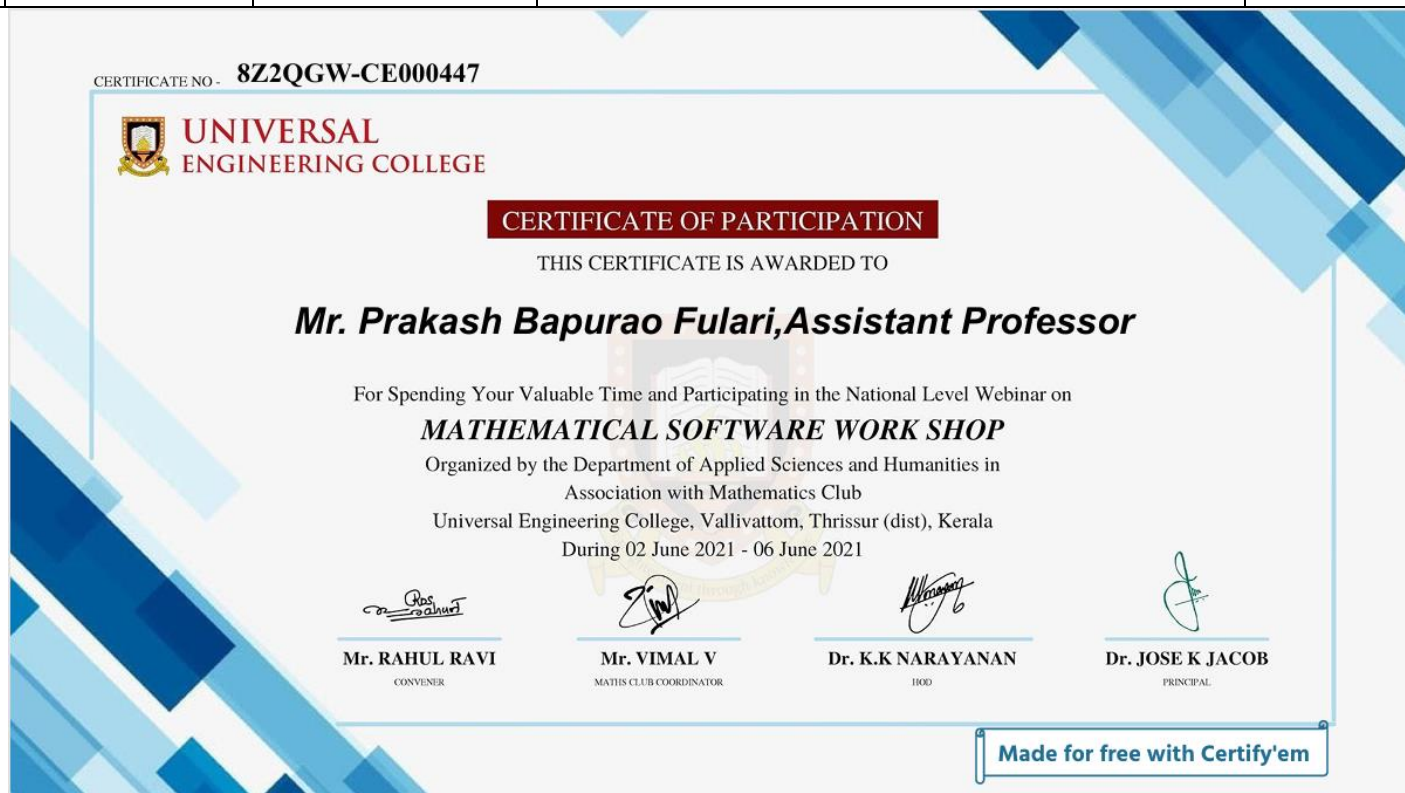 CERTIFICATE NO - 8Z2QGW-CE000447
UNIVERSAL
ENGINEERING COLLEGE
CERTIFICATE OF PARTICIPATION
THIS CERTIFICATE IS AWARDED TO
Mr. Prakash Bapurao Fulari,Assistant Professor
For Spending Your Valuable Time and Participating in the National Level Webinar on
MATHEMATICAL SOFTWARE WORK SHOP
Organized by the Department of Applied Sciences and Humanities in
Association with Mathematics Club
Universal Engineering College, Vallivattom, Thrissur (dist), Kerala
During 02 June 2021 - 06 June 2021
Mr. RAHUL RAVI
CONVENER
Mr. VIMAL V
MATHS CLUB COORDINATOR
Dr. K.K NARAYANAN
HOD
Dr. JOSE K JACOB
PRINCIPAL
Made for free with Certify'em